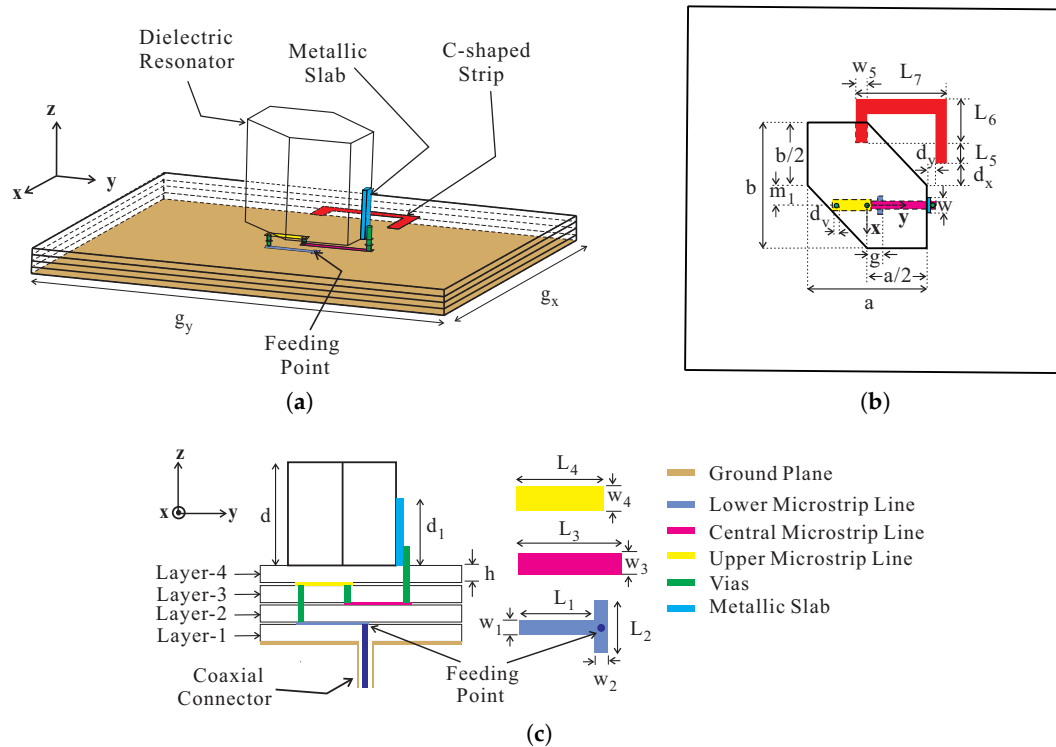 Dielectric
Resonator
Metallic
Slab
C-shaped
Strip
z
x
y
g_y
g_x
Feeding
Point
(a)
w_5
L_7
L_6
L_5
d_y
d_x
b
b/2
m_1
w
d_y
y
x
g
a/2
a
(b)
z
x
y
d
d_1
h
Layer-4
Layer-3
Layer-2
Layer-1
Coaxial
Connector
Feeding
Point
L_4
w_4
L_3
w_3
L_1
w_1
L_2
w_2
Ground Plane
Lower Microstrip Line
Central Microstrip Line
Upper Microstrip Line
Vias
Metallic Slab
(c)